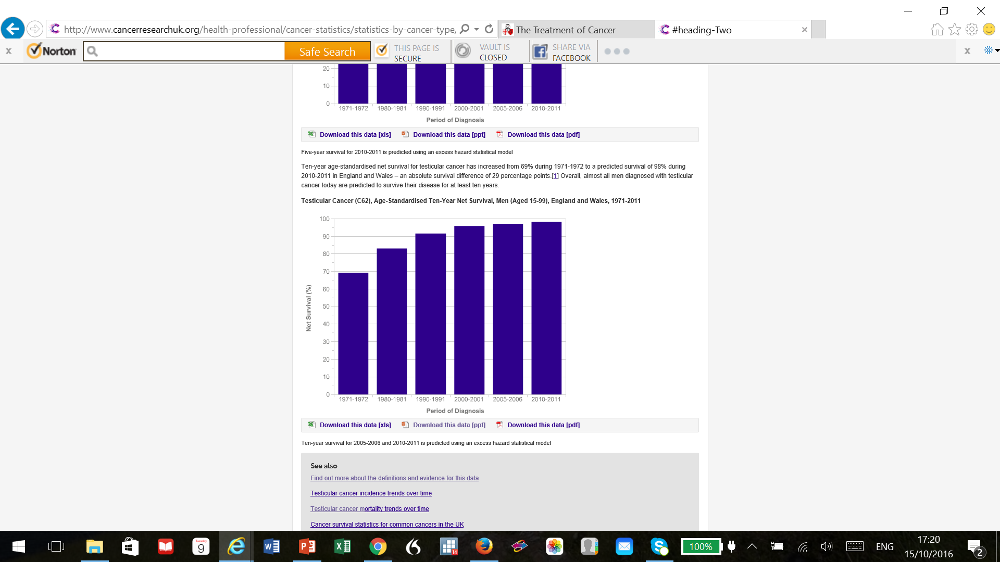 http://www.cancerresearchuk.org/health-professional/cancer-statistics/statistics-by-cancer-type,
The Treatment of Cancer
#heading-Two
x
Norton
Safe Search
THIS PAGE IS
SECURE
VAULT IS
CLOSED
SHARE VIA
FACEBOOK
x
20
10
0
1971-1972 1980-1981 1990-1991 2000-2001 2005-2006 2010-2011
Period of Diagnosis
Download this data [xls] Download this data [ppt] Download this data [pdf]
Five-year survival for 2010-2011 is predicted using an excess hazard statistical model
Ten-year age-standardised net survival for testicular cancer has increased from 69% during 1971-1972 to a predicted survival of 98% during
2010-2011 in England and Wales – an absolute survival difference of 29 percentage points.[1] Overall, almost all men diagnosed with testicular
cancer today are predicted to survive their disease for at least ten years.
Testicular Cancer (C62), Age-Standardised Ten-Year Net Survival, Men (Aged 15-99), England and Wales, 1971-2011
100
90
80
70
60
50
40
30
20
10
0
Net Survival (%)
1971-1972 1980-1981 1990-1991 2000-2001 2005-2006 2010-2011
Period of Diagnosis
Download this data [xls] Download this data [ppt] Download this data [pdf]
Ten-year survival for 2005-2006 and 2010-2011 is predicted using an excess hazard statistical model
See also
Find out more about the definitions and evidence for this data
Testicular cancer incidence trends over time
Testicular cancer mortality trends over time
Cancer survival statistics for common cancers in the UK
Tuesday
9
14
100%
ENG
17:20
15/10/2016
2